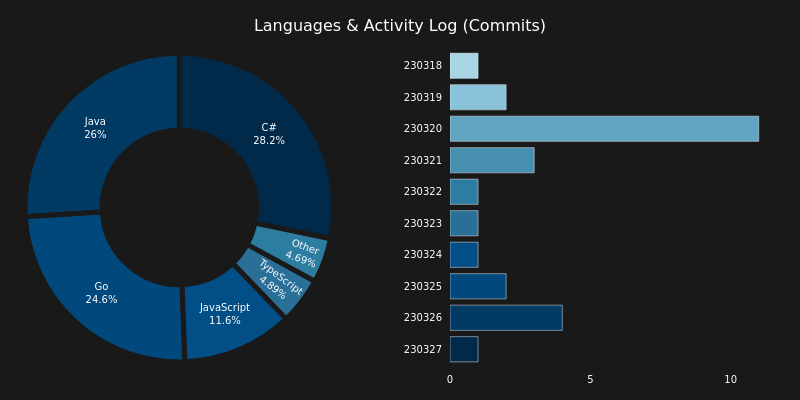 Languages & Activity Log (Commits)
Java
26%
C#
28.2%
Other
4.69%
TypeScript
4.89%
JavaScript
11.6%
Go
24.6%
230318
230319
230320
230321
230322
230323
230324
230325
230326
230327
0
5
10